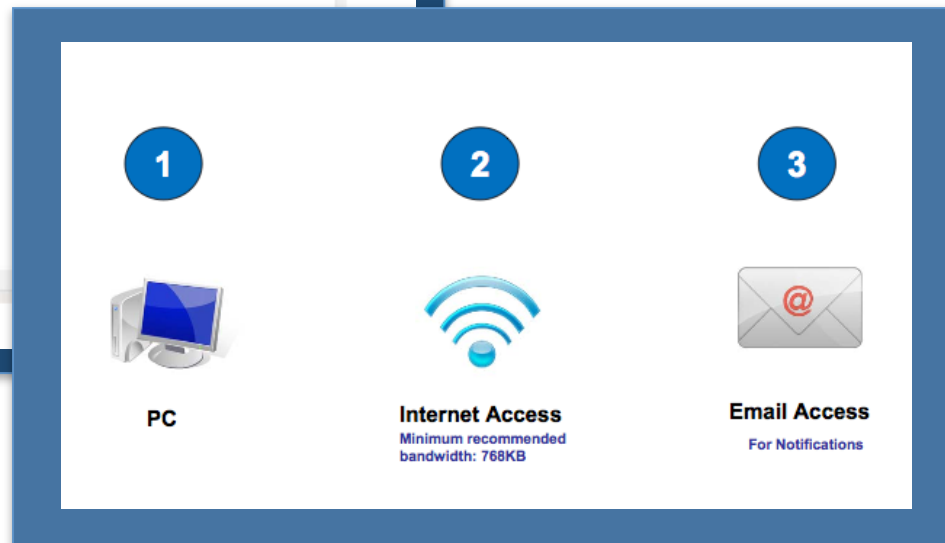 1
2
3
@
PC
Internet Access
Minimum recommended
bandwidth: 768KB
Email Access
For Notifications